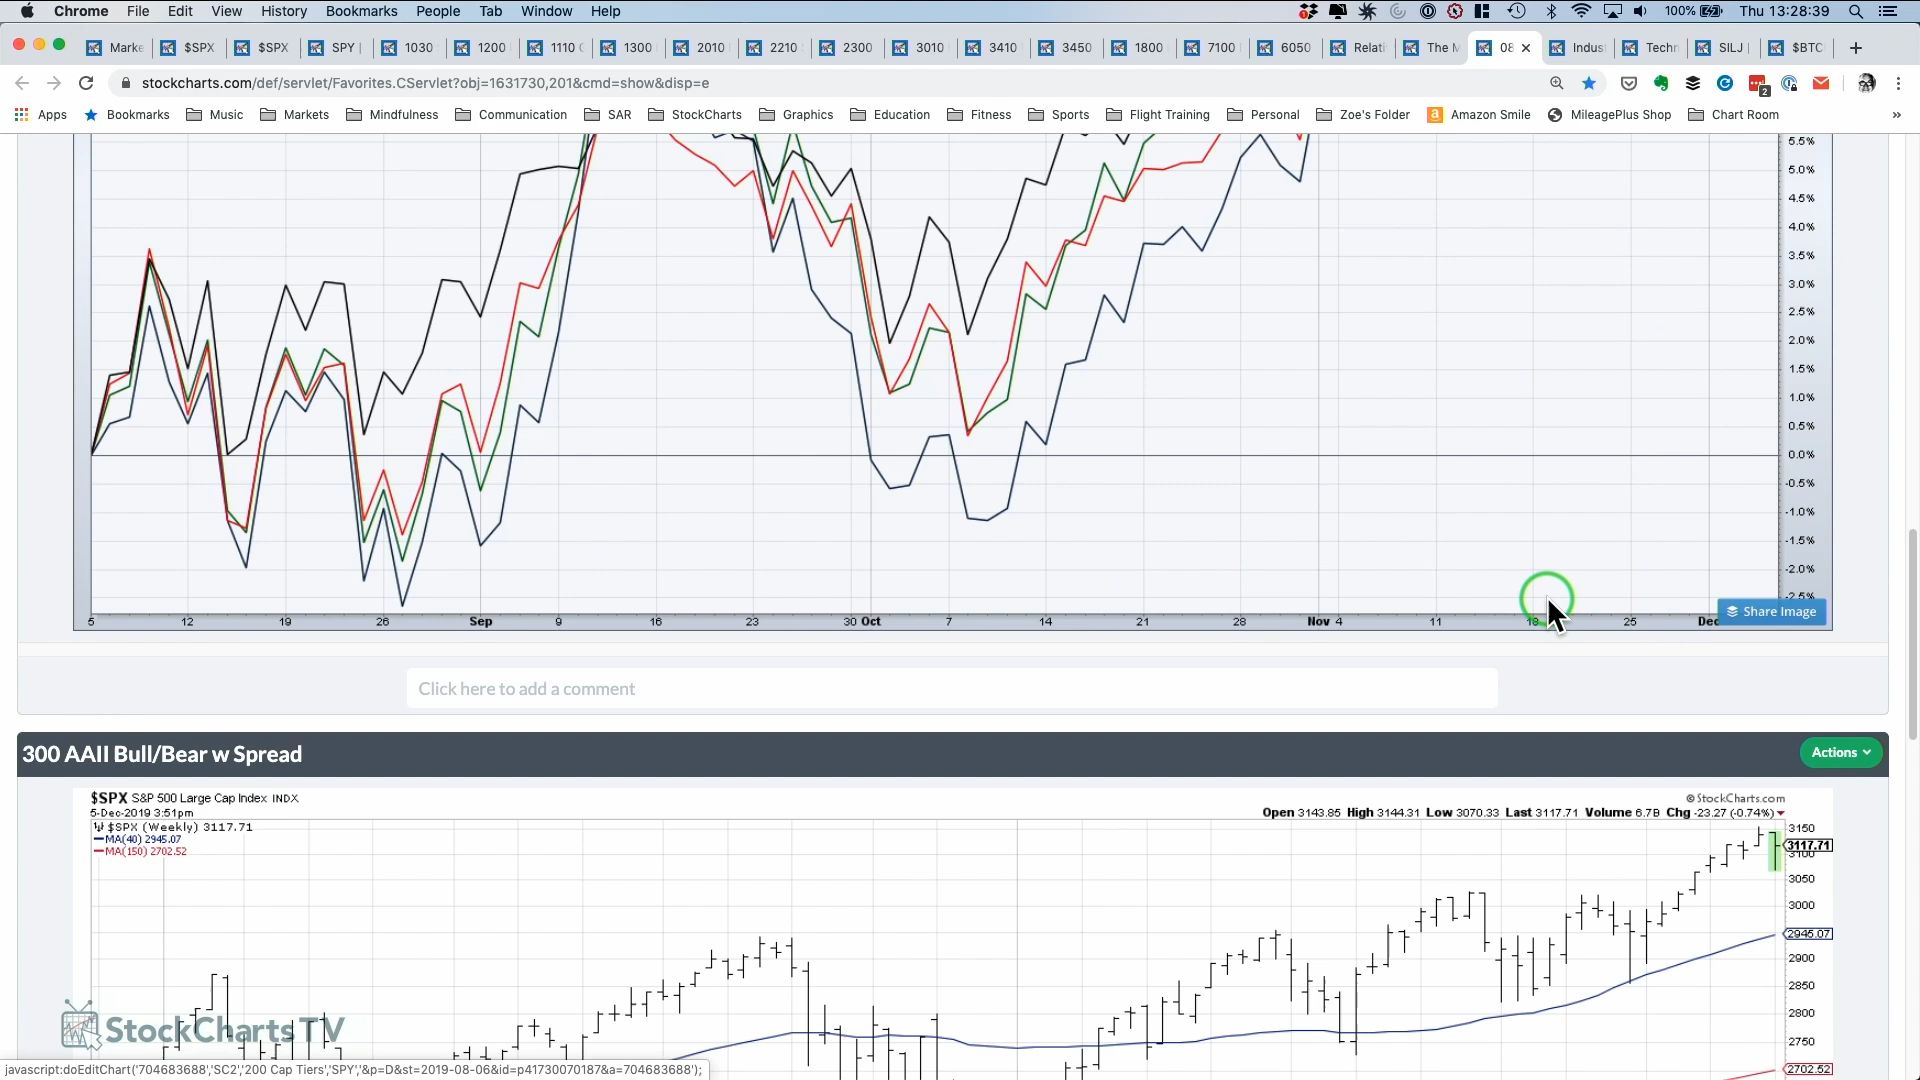 Chrome File Edit View History Bookmarks People Tab Window Help 100% Thu 13:28:39
Marke $SPX $SPX SPY | 1030 1200 1110 C 1300 2010 2210 2300 3010 3410 3450 1800 7100 6050 Relati The M 08 Indus Techn SILJ | $BTC
stockcharts.com/def/servlet/Favorites.CServlet?obj=1631730,201&cmd=show&disp=e 2
Apps Bookmarks Music Markets Mindfulness Communication SAR StockCharts Graphics Education Fitness Sports Flight Training Personal Zoe's Folder Amazon Smile MileagePlus Shop Chart Room »
5.5%
5.0%
4.5%
4.0%
3.5%
3.0%
2.5%
2.0%
1.5%
1.0%
0.5%
0.0%
-0.5%
-1.0%
-1.5%
-2.0%
-2.5%
Share Image
5 12 19 26 Sep 9 16 23 30 Oct 7 14 21 28 Nov 4 11 18 25 Dec
Click here to add a comment
300 AAII Bull/Bear w Spread
Actions
$SPX S&P 500 Large Cap Index INDX
© StockCharts.com
5-Dec-2019 3:51pm
Open 3143.85 High 3144.31 Low 3070.33 Last 3117.71 Volume 6.7B Chg -23.27 (-0.74%)
$SPX (Weekly) 3117.71
MA(40) 2945.07
MA(150) 2702.52
3150
3117.71
3100
3050
3000
2945.07
2900
2850
2800
2750
2702.52
StockCharts TV
javascript:doEditChart('704683688','SC2','200 Cap Tiers','SPY','&p=D&st=2019-08-06&id=p41730070187&a=704683688');